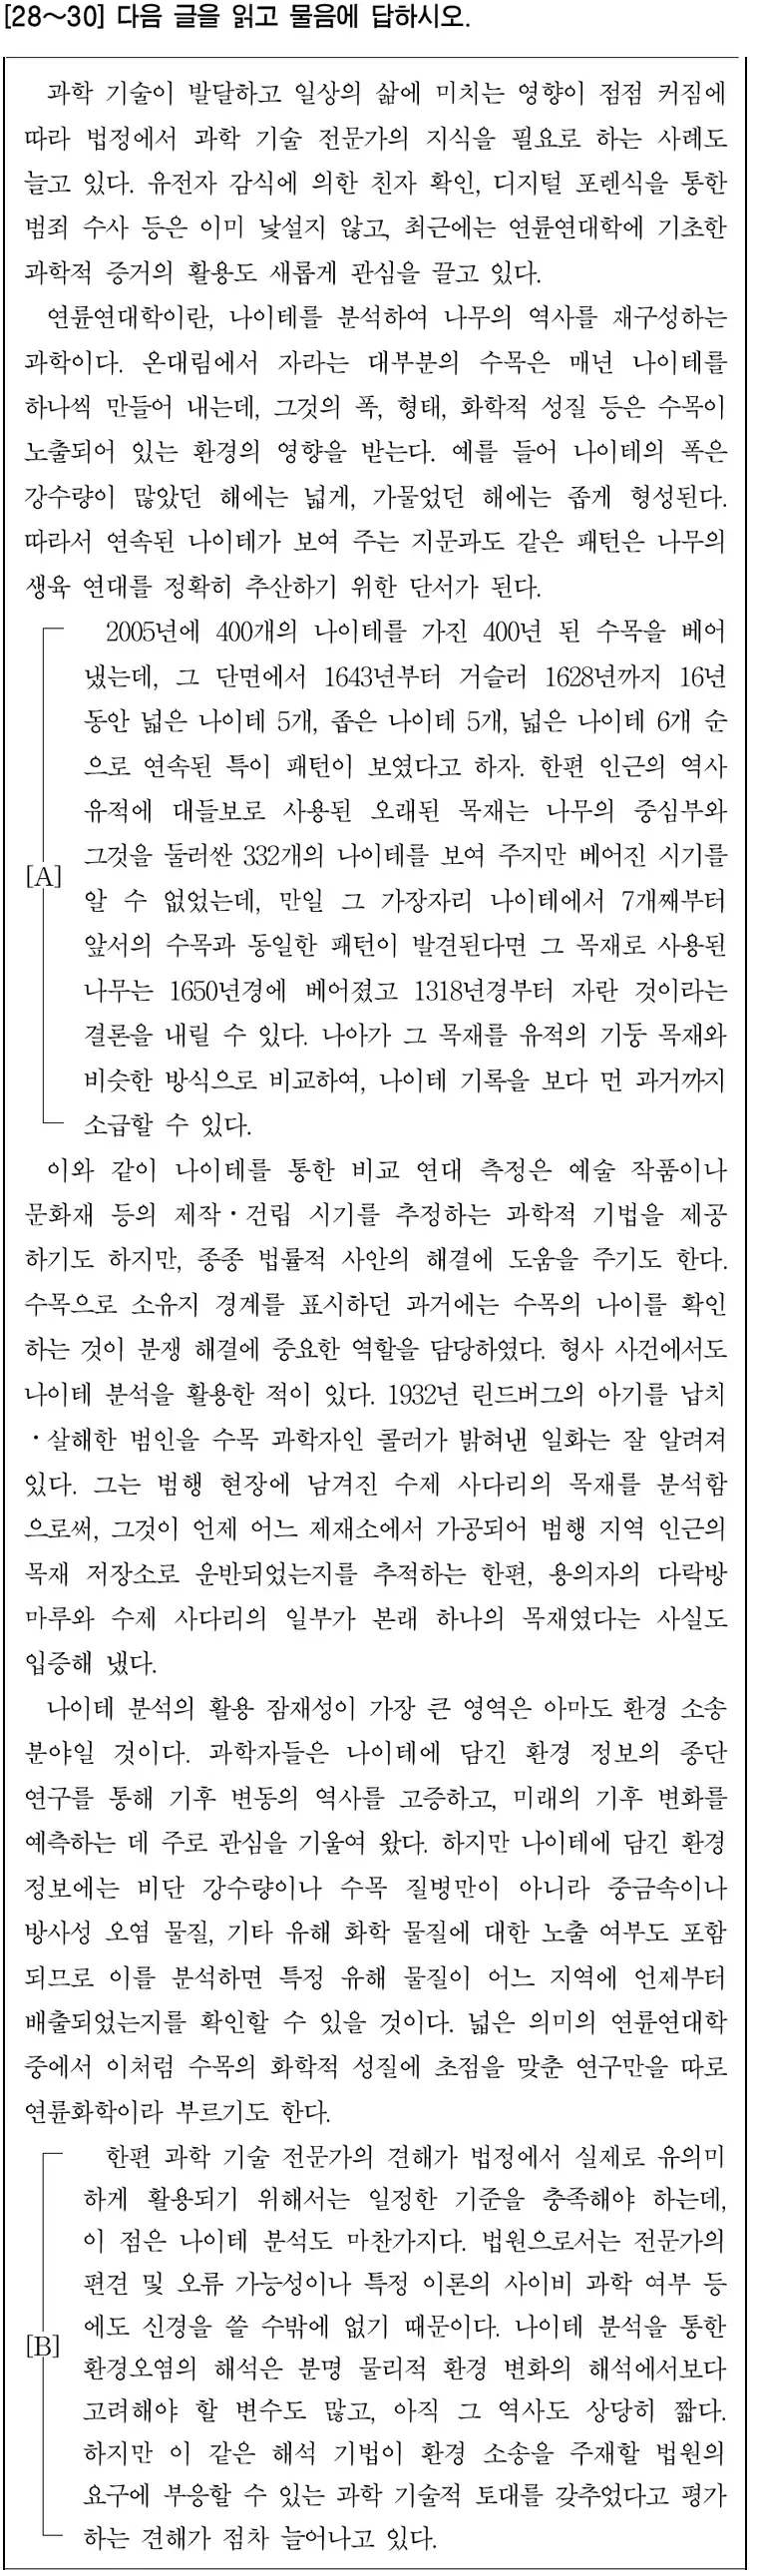 [28～30] 다음 글을 읽고 물음에 답하시오.
과학 기술이 발달하고 일상의 삶에 미치는 영향이 점점 커짐에
따라 법정에서 과학 기술 전문가의 지식을 필요로 하는 사례도
늘고 있다. 유전자 감식에 의한 친자 확인, 디지털 포렌식을 통한
범죄 수사 등은 이미 낯설지 않고, 최근에는 연륜연대학에 기초한
과학적 증거의 활용도 새롭게 관심을 끌고 있다.
연륜연대학이란, 나이테를 분석하여 나무의 역사를 재구성하는
과학이다. 온대림에서 자라는 대부분의 수목은 매년 나이테를
하나씩 만들어 내는데, 그것의 폭, 형태, 화학적 성질 등은 수목이
노출되어 있는 환경의 영향을 받는다. 예를 들어 나이테의 폭은
강수량이 많았던 해에는 넓게, 가물었던 해에는 좁게 형성된다.
따라서 연속된 나이테가 보여 주는 지문과도 같은 패턴은 나무의
생육 연대를 정확히 추산하기 위한 단서가 된다.
2005년에 400개의 나이테를 가진 400년 된 수목을 베어
냈는데, 그 단면에서 1643년부터 거슬러 1628년까지 16년
동안 넓은 나이테 5개, 좁은 나이테 5개, 넓은 나이테 6개 순
으로 연속된 특이 패턴이 보였다고 하자. 한편 인근의 역사
유적에 대들보로 사용된 오래된 목재는 나무의 중심부와
그것을 둘러싼 332개의 나이테를 보여 주지만 베어진 시기를
[A]
알 수 없었는데, 만일 그 가장자리 나이테에서 7개째부터
앞서의 수목과 동일한 패턴이 발견된다면 그 목재로 사용된
나무는 1650년경에 베어졌고 1318년경부터 자란 것이라는
결론을 내릴 수 있다. 나아가 그 목재를 유적의 기둥 목재와
비슷한 방식으로 비교하여, 나이테 기록을 보다 먼 과거까지
소급할 수 있다.
이와 같이 나이테를 통한 비교 연대 측정은 예술 작품이나
문화재 등의 제작·건립 시기를 추정하는 과학적 기법을 제공
하기도 하지만, 종종 법률적 사안의 해결에 도움을 주기도 한다.
수목으로 소유지 경계를 표시하던 과거에는 수목의 나이를 확인
하는 것이 분쟁 해결에 중요한 역할을 담당하였다. 형사 사건에서도
나이테 분석을 활용한 적이 있다. 1932년 린드버그의 아기를 납치
·살해한 범인을 수목 과학자인 콜러가 밝혀낸 일화는 잘 알려져
있다. 그는 범행 현장에 남겨진 수제 사다리의 목재를 분석함
으로써, 그것이 언제 어느 제재소에서 가공되어 범행 지역 인근의
목재 저장소로 운반되었는지를 추적하는 한편, 용의자의 다락방
마루와 수제 사다리의 일부가 본래 하나의 목재였다는 사실도
입증해 냈다.
나이테 분석의 활용 잠재성이 가장 큰 영역은 아마도 환경 소송
분야일 것이다. 과학자들은 나이테에 담긴 환경 정보의 종단
연구를 통해 기후 변동의 역사를 고증하고, 미래의 기후 변화를
예측하는 데 주로 관심을 기울여 왔다. 하지만 나이테에 담긴 환경
정보에는 비단 강수량이나 수목 질병만이 아니라 중금속이나
방사성 오염 물질, 기타 유해 화학 물질에 대한 노출 여부도 포함
되므로 이를 분석하면 특정 유해 물질이 어느 지역에 언제부터
배출되었는지를 확인할 수 있을 것이다. 넓은 의미의 연륜연대학
중에서 이처럼 수목의 화학적 성질에 초점을 맞춘 연구만을 따로
연륜화학이라 부르기도 한다.
한편 과학 기술 전문가의 견해가 법정에서 실제로 유의미
하게 활용되기 위해서는 일정한 기준을 충족해야 하는데,
이 점은 나이테 분석도 마찬가지다. 법원으로서는 전문가의
편견 및 오류 가능성이나 특정 이론의 사이비 과학 여부 등
에도 신경을 쓸 수밖에 없기 때문이다. 나이테 분석을 통한
[B]
환경오염의 해석은 분명 물리적 환경 변화의 해석에서보다
고려해야 할 변수도 많고, 아직 그 역사도 상당히 짧다.
하지만 이 같은 해석 기법이 환경 소송을 주재할 법원의
요구에 부응할 수 있는 과학 기술적 토대를 갖추었다고 평가
하는 견해가 점차 늘어나고 있다.